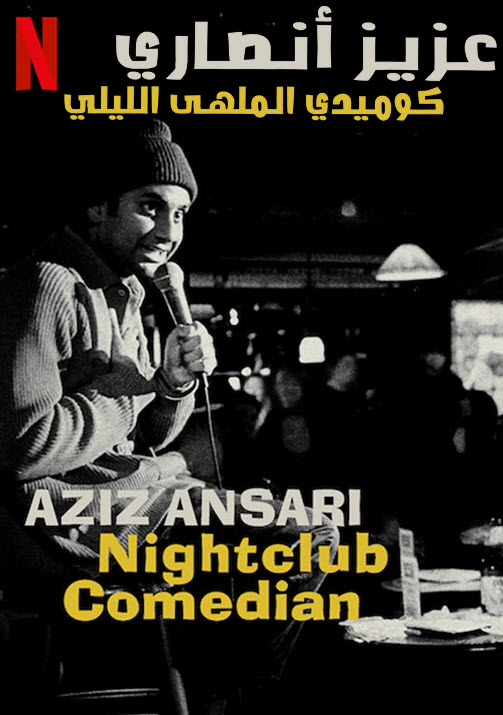 N
عزيز أنصاري
كوميدي الملهى الليلي
AZIZ ANSARI
Nightclub
Comedian